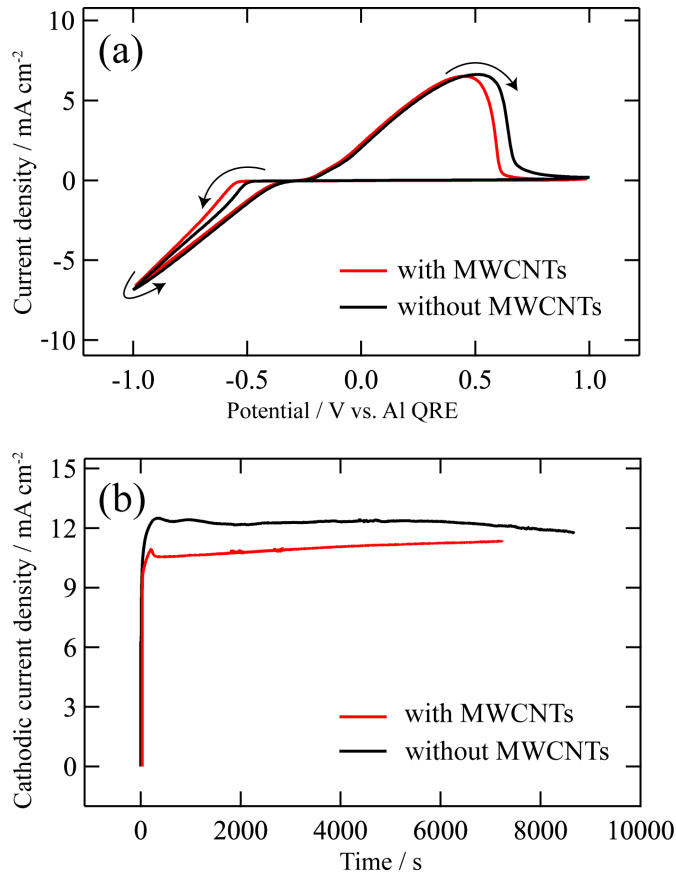 (a)
Current density / mA cm⁻²
10
5
0
-5
-10
with MWCNTs
without MWCNTs
-1.0 -0.5 0.0 0.5 1.0
Potential / V vs. Al QRE
(b)
Cathodic current density / mA cm⁻²
15
12
9
6
3
0
with MWCNTs
without MWCNTs
0 2000 4000 6000 8000 10000
Time / s